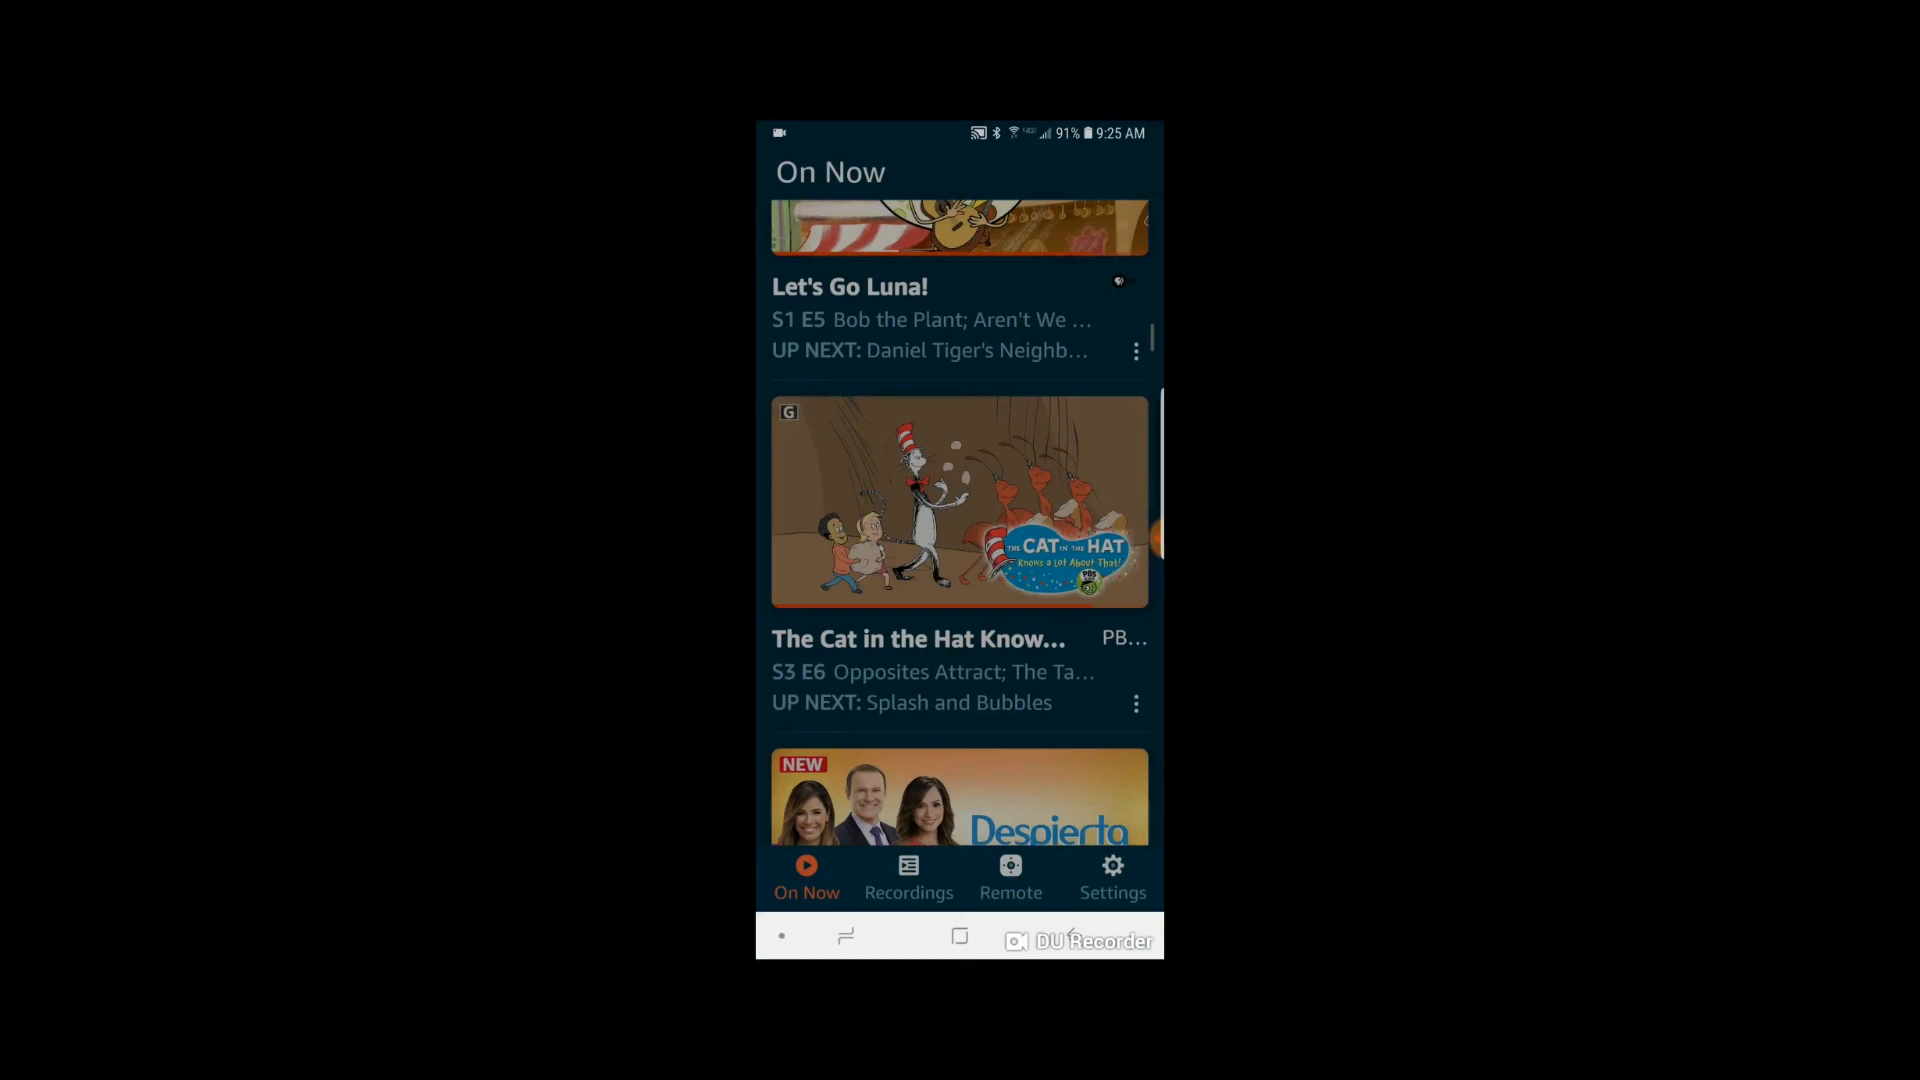 91% 9:25 AM
On Now
Let's Go Luna!
S1 E5 Bob the Plant; Aren't We ...
UP NEXT: Daniel Tiger's Neighb...
G
THE CAT IN THE HAT
Knows a Lot About That!
PBS
The Cat in the Hat Know...
PB...
S3 E6 Opposites Attract; The Ta...
UP NEXT: Splash and Bubbles
NEW
Despierta
On Now
Recordings
Remote
Settings
DU Recorder